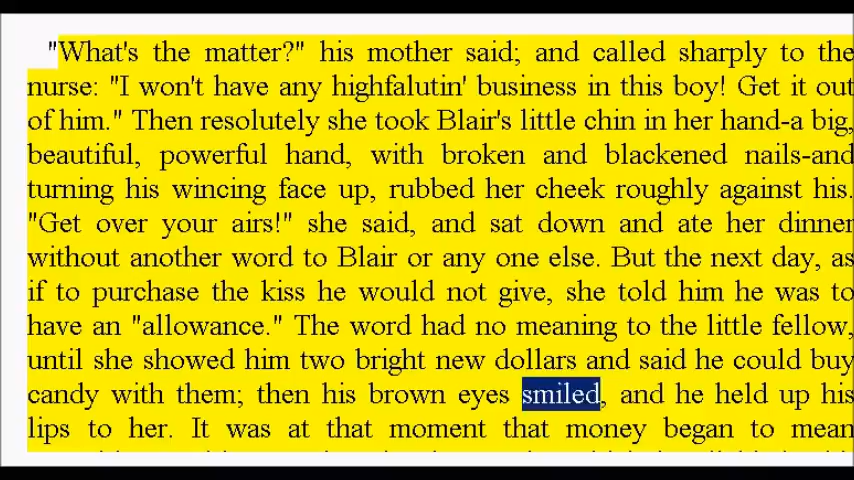 "What's the matter?" his mother said; and called sharply to the
nurse: "I won't have any highfalutin' business in this boy! Get it out
of him." Then resolutely she took Blair's little chin in her hand-a big,
beautiful, powerful hand, with broken and blackened nails-and
turning his wincing face up, rubbed her cheek roughly against his.
"Get over your airs!" she said, and sat down and ate her dinner
without another word to Blair or any one else. But the next day, as
if to purchase the kiss he would not give, she told him he was to
have an "allowance." The word had no meaning to the little fellow,
until she showed him two bright new dollars and said he could buy
candy with them; then his brown eyes smiled, and he held up his
lips to her. It was at that moment that money began to mean